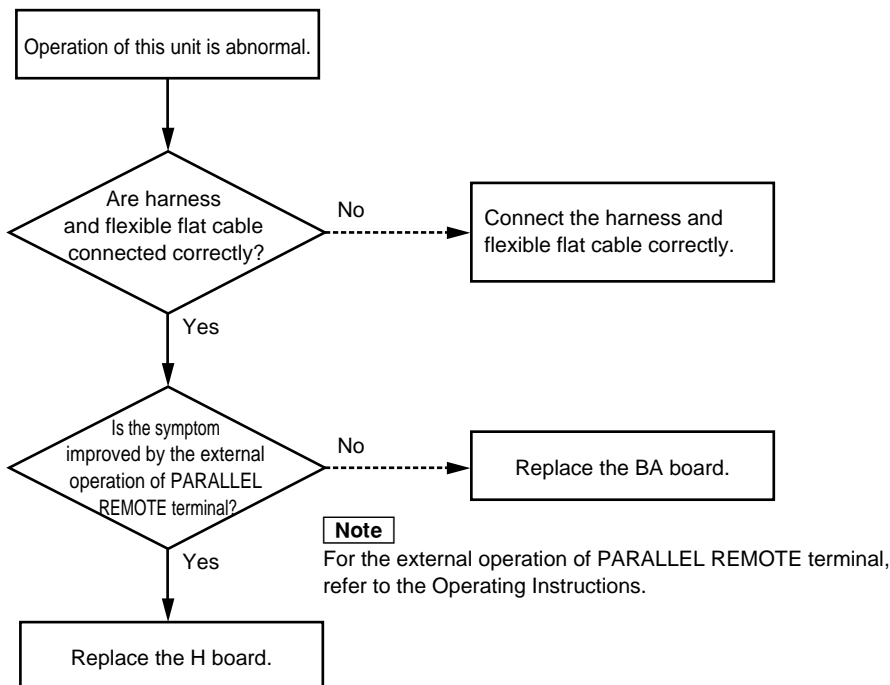 Operation of this unit is abnormal.
Are harness
and flexible flat cable
connected correctly?
No
Connect the harness and
flexible flat cable correctly.
Yes
Is the symptom
improved by the external
operation of PARALLEL
REMOTE terminal?
No
Replace the BA board.
Note
For the external operation of PARALLEL REMOTE terminal,
refer to the Operating Instructions.
Yes
Replace the H board.